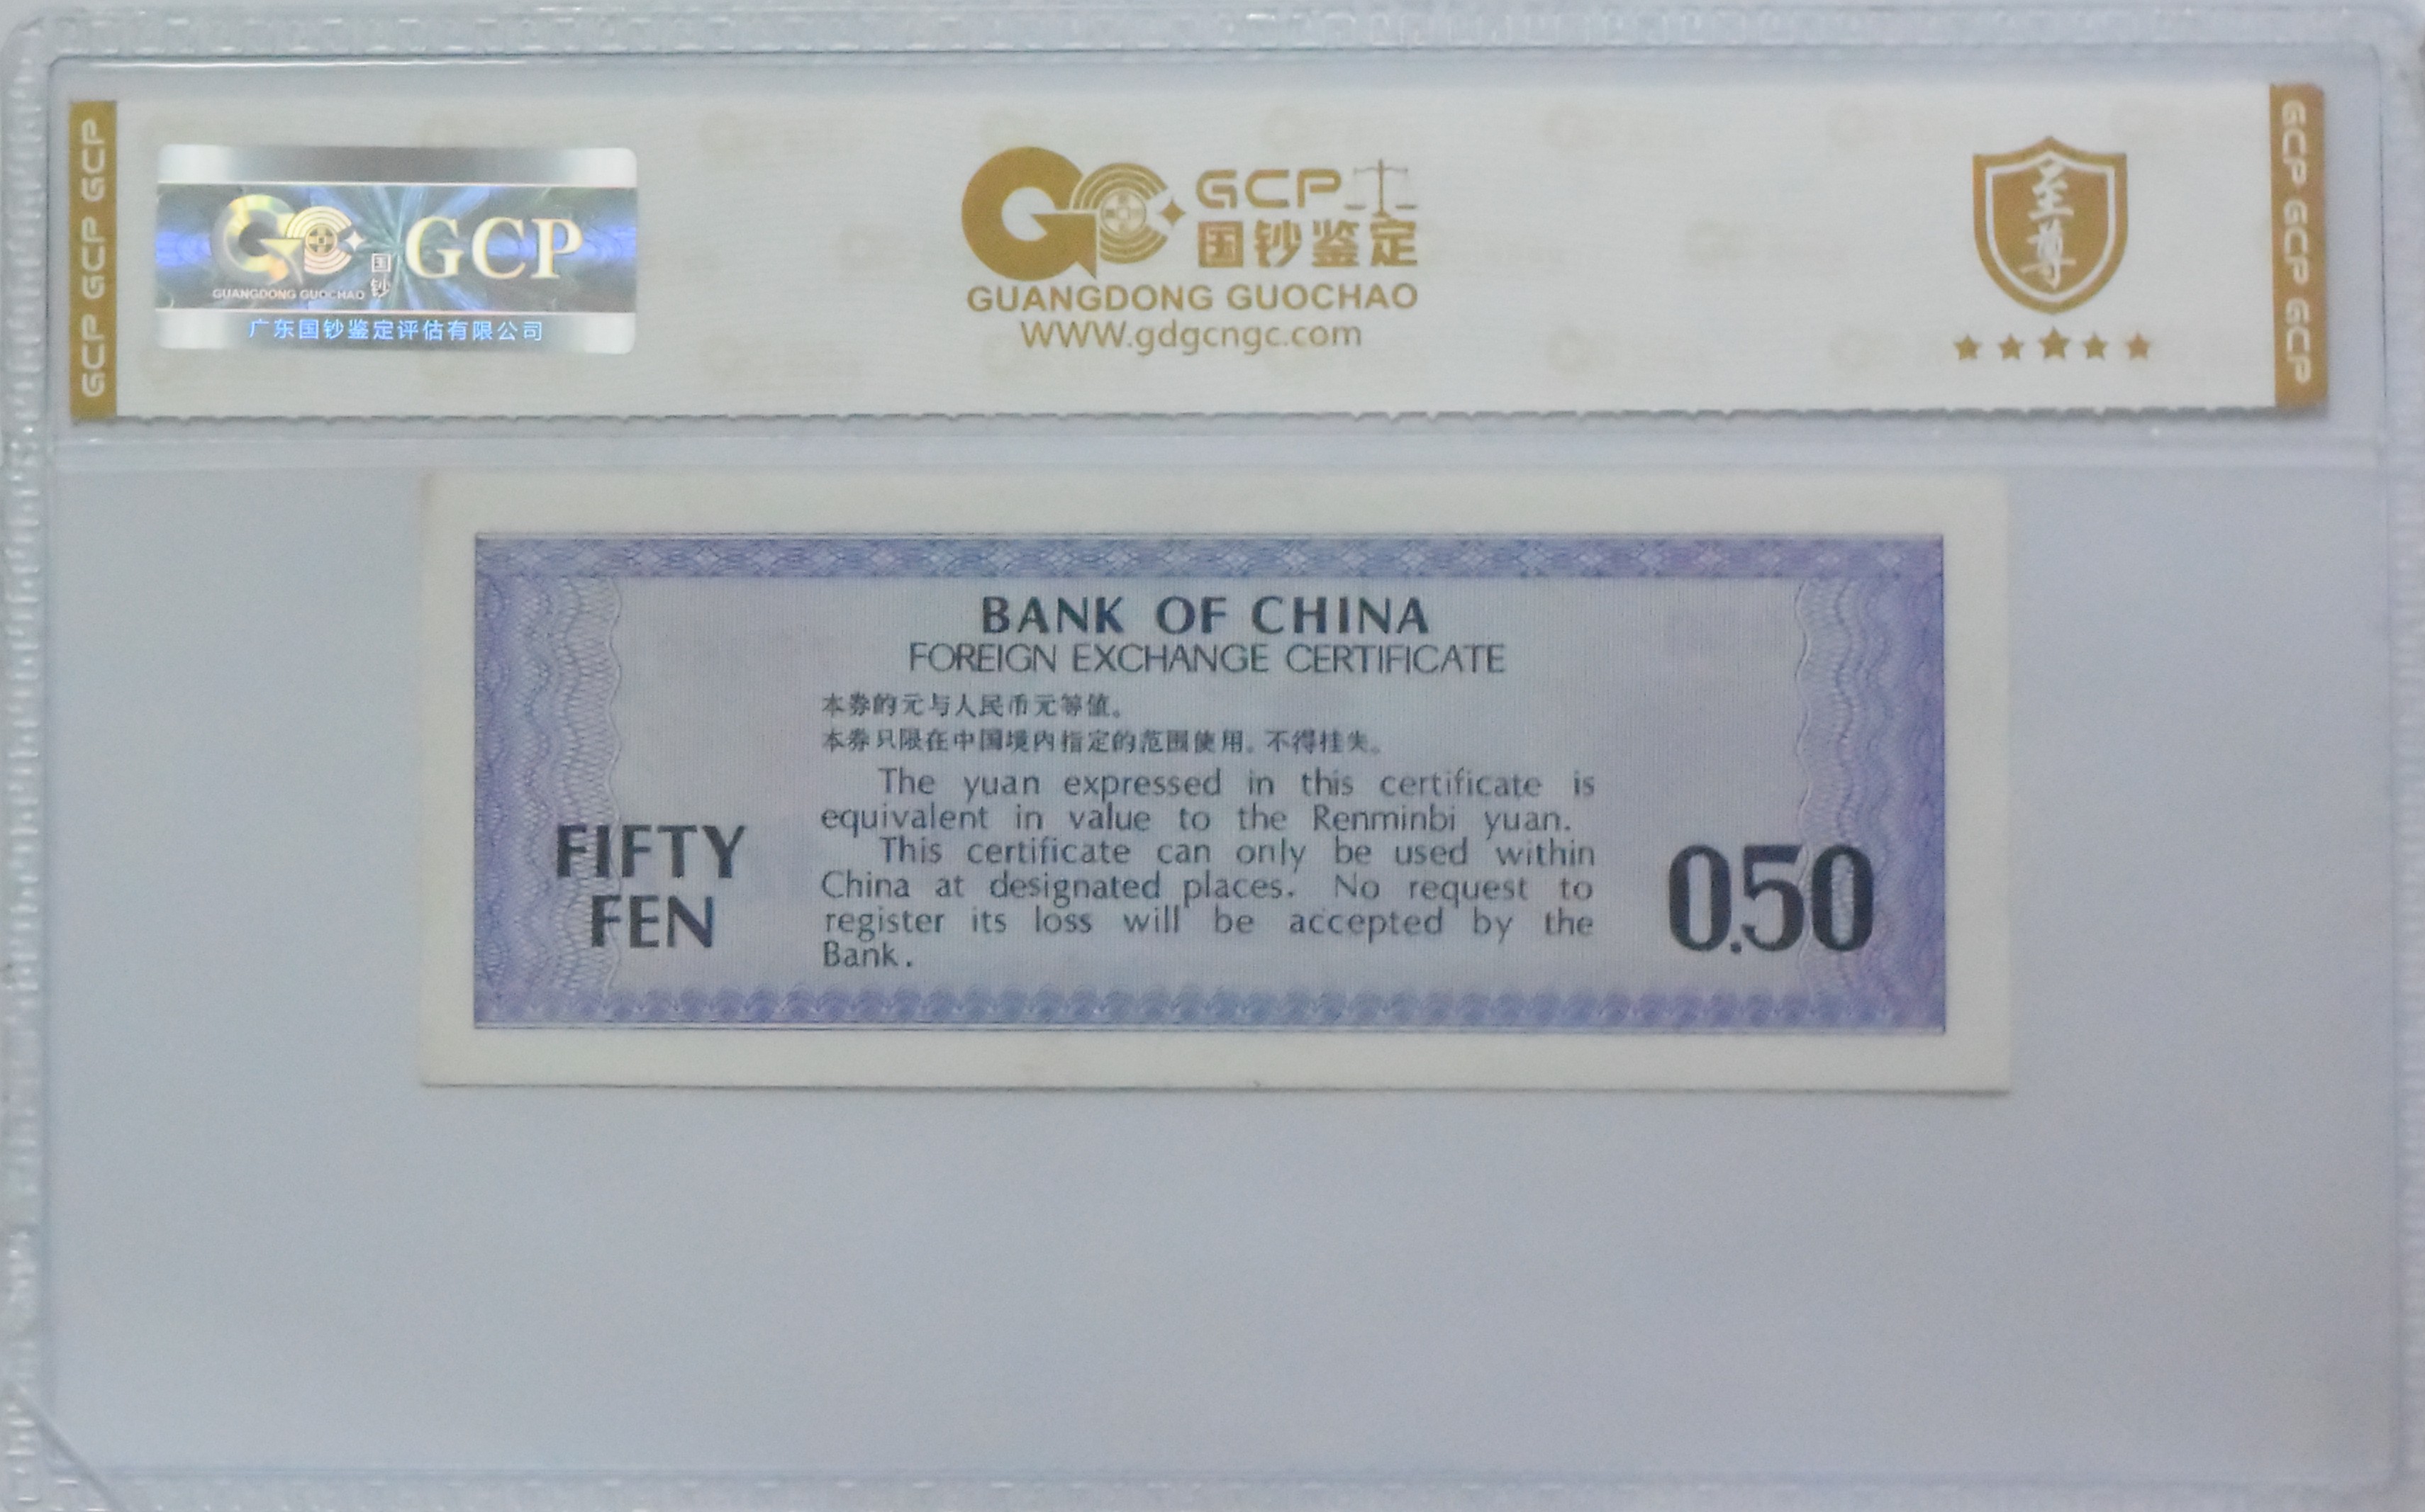 GCP GCP GCP
国钞
GCP
GUANGDONG GUOCHAO
广东国钞鉴定评估有限公司
GCP
国钞鉴定
GUANGDONG GUOCHAO
WWW.gdgcngc.com
至尊
GCP GCP GCP
BANK OF CHINA
FOREIGN EXCHANGE CERTIFICATE
本券的元与人民币元等值。
本券只限在中国境内指定的范围使用。不得挂失。
The yuan expressed in this certificate is
equivalent in value to the Renminbi yuan.
This certificate can only be used within
China at designated places. No request to
register its loss will be accepted by the
Bank.
FIFTY
FEN
0.50